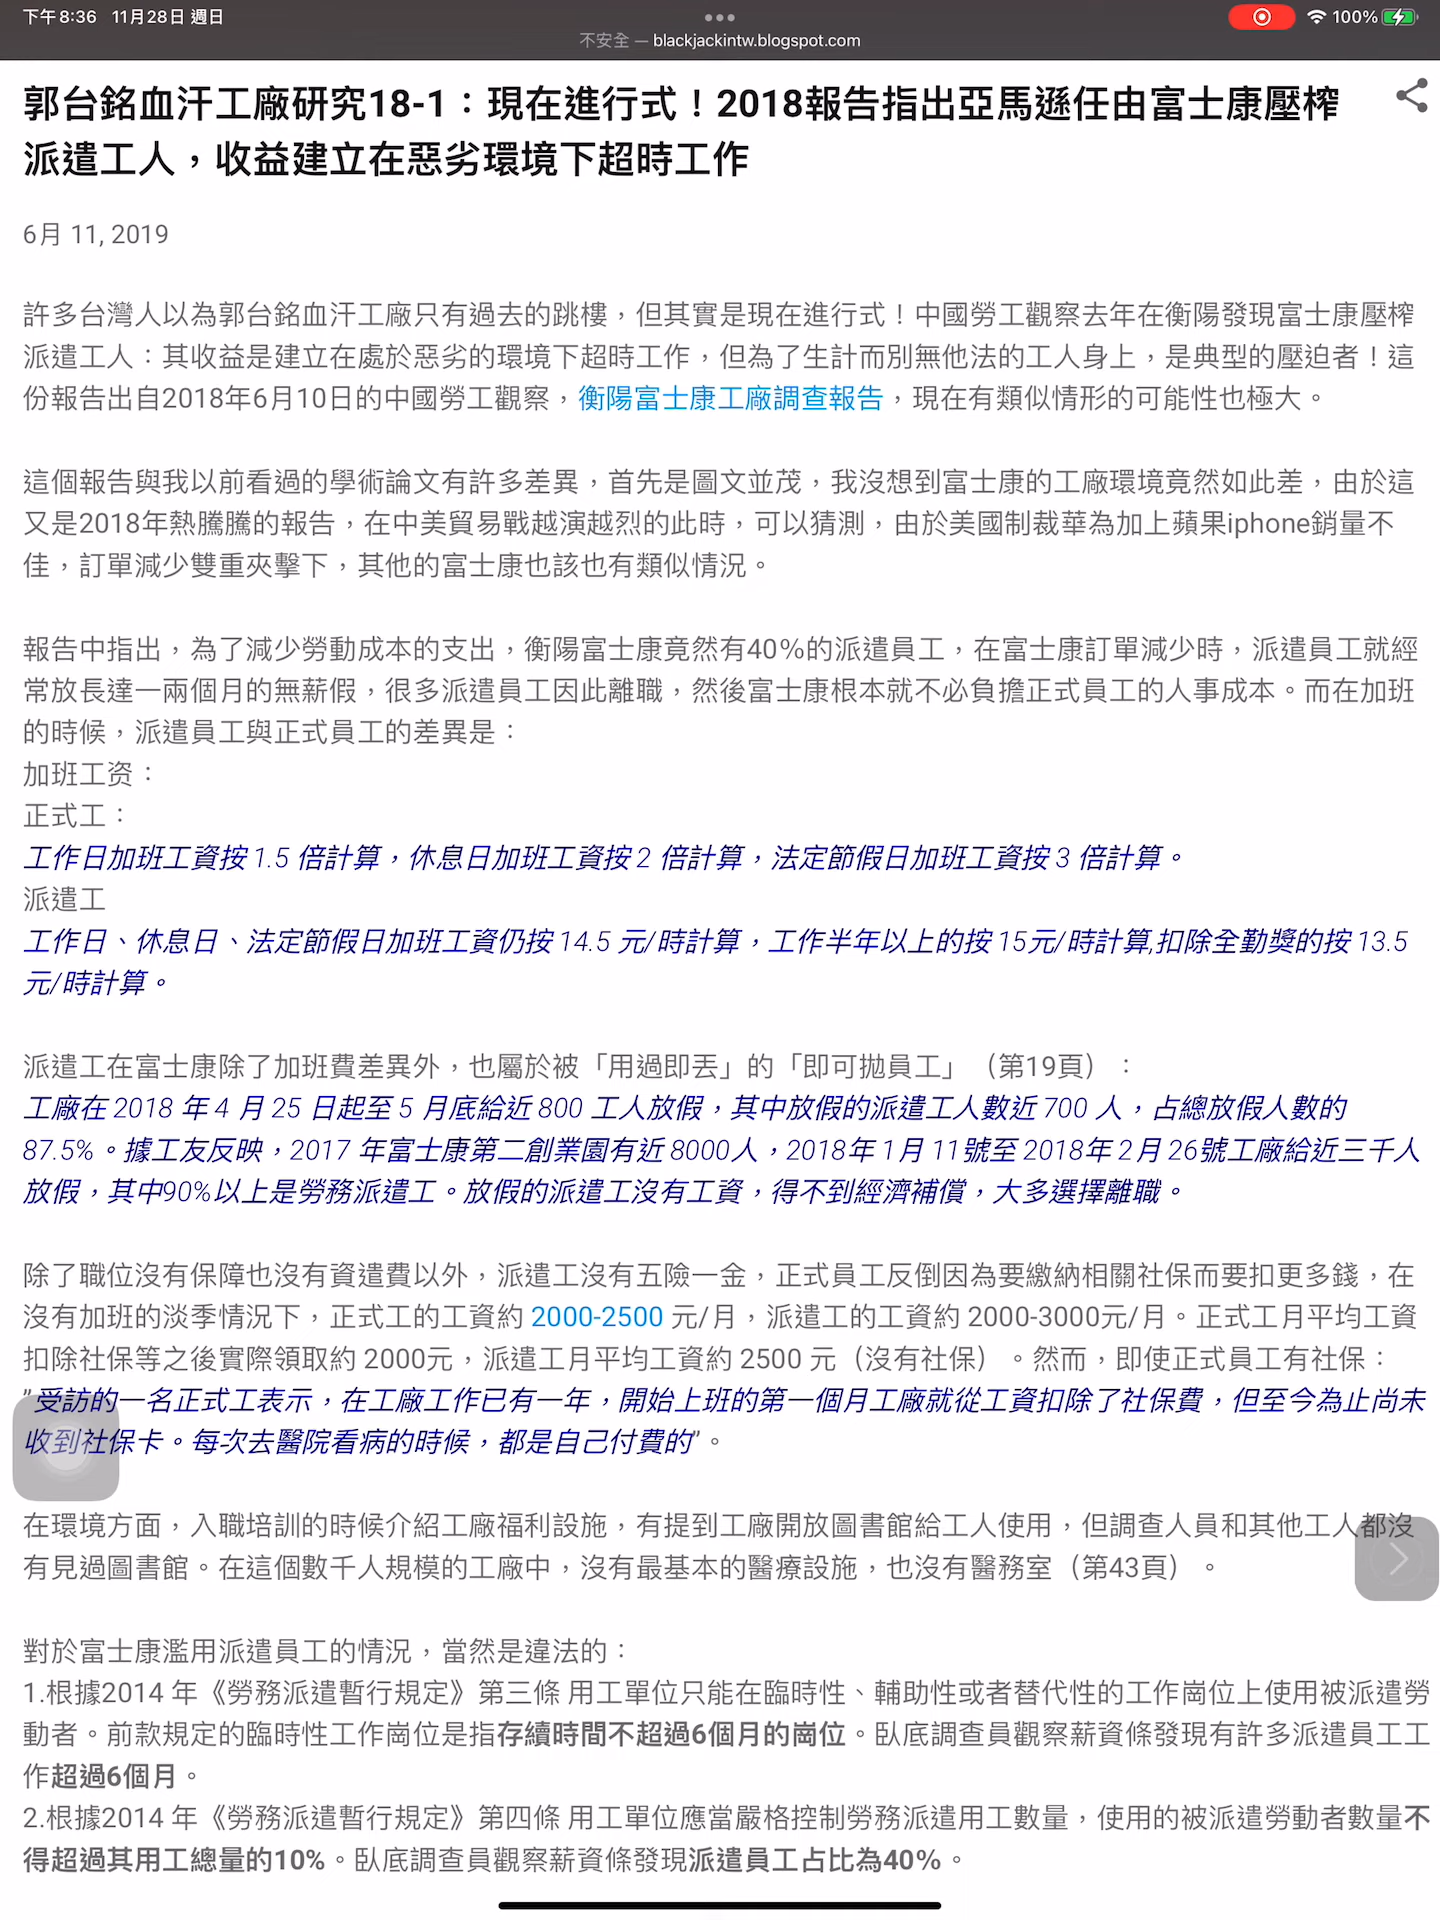 下午8:36 11月28日 週日
100%
不安全 — blackjackintw.blogspot.com
郭台銘血汗工廠研究18-1：現在進行式！2018報告指出亞馬遜任由富士康壓榨
派遣工人，收益建立在惡劣環境下超時工作
6月 11, 2019
許多台灣人以為郭台銘血汗工廠只有過去的跳樓，但其實是現在進行式！中國勞工觀察去年在衡陽發現富士康壓榨
派遣工人：其收益是建立在處於惡劣的環境下超時工作，但為了生計而別無他法的工人身上，是典型的壓迫者！這
份報告出自2018年6月10日的中國勞工觀察，衡陽富士康工廠調查報告，現在有類似情形的可能性也極大。
這個報告與我以前看過的學術論文有許多差異，首先是圖文並茂，我沒想到富士康的工廠環境竟然如此差，由於這
又是2018年熱騰騰的報告，在中美貿易戰越演越烈的此時，可以猜測，由於美國制裁華為加上蘋果iphone銷量不
佳，訂單減少雙重夾擊下，其他的富士康也該也有類似情況。
報告中指出，為了減少勞動成本的支出，衡陽富士康竟然有40%的派遣員工，在富士康訂單減少時，派遣員工就經
常放長達一兩個月的無薪假，很多派遣員工因此離職，然後富士康根本就不必負擔正式員工的人事成本。而在加班
的時候，派遣員工與正式員工的差異是：
加班工资：
正式工：
工作日加班工資按 1.5 倍計算，休息日加班工資按 2 倍計算，法定節假日加班工資按 3 倍計算。
派遣工
工作日、休息日、法定節假日加班工資仍按 14.5 元/時計算，工作半年以上的按 15元/時計算,扣除全勤獎的按 13.5
元/時計算。
派遣工在富士康除了加班費差異外，也屬於被「用過即丟」的「即可拋員工」（第19頁）：
工廠在 2018 年 4 月 25 日起至 5 月底給近 800 工人放假，其中放假的派遣工人數近 700 人，占總放假人數的
87.5%。據工友反映，2017 年富士康第二創業園有近 8000人，2018年 1月 11號至 2018年 2月 26號工廠給近三千人
放假，其中90%以上是勞務派遣工。放假的派遣工沒有工資，得不到經濟補償，大多選擇離職。
除了職位沒有保障也沒有資遣費以外，派遣工沒有五險一金，正式員工反倒因為要繳納相關社保而要扣更多錢，在
沒有加班的淡季情況下，正式工的工資約 2000-2500 元/月，派遣工的工資約 2000-3000元/月。正式工月平均工資
扣除社保等之後實際領取約 2000元，派遣工月平均工資約 2500 元（沒有社保）。然而，即使正式員工有社保：
”受訪的一名正式工表示，在工廠工作已有一年，開始上班的第一個月工廠就從工資扣除了社保費，但至今為止尚未
收到社保卡。每次去醫院看病的時候，都是自己付費的”。
在環境方面，入職培訓的時候介紹工廠福利設施，有提到工廠開放圖書館給工人使用，但調查人員和其他工人都沒
有見過圖書館。在這個數千人規模的工廠中，沒有最基本的醫療設施，也沒有醫務室（第43頁）。
對於富士康濫用派遣員工的情況，當然是違法的：
1.根據2014 年《勞務派遣暫行規定》第三條 用工單位只能在臨時性、輔助性或者替代性的工作崗位上使用被派遣勞
動者。前款規定的臨時性工作崗位是指存續時間不超過6個月的崗位。臥底調查員觀察薪資條發現有許多派遣員工工
作超過6個月。
2.根據2014 年《勞務派遣暫行規定》第四條 用工單位應當嚴格控制勞務派遣用工數量，使用的被派遣勞動者數量不
得超過其用工總量的10%。臥底調查員觀察薪資條發現派遣員工占比為40%。